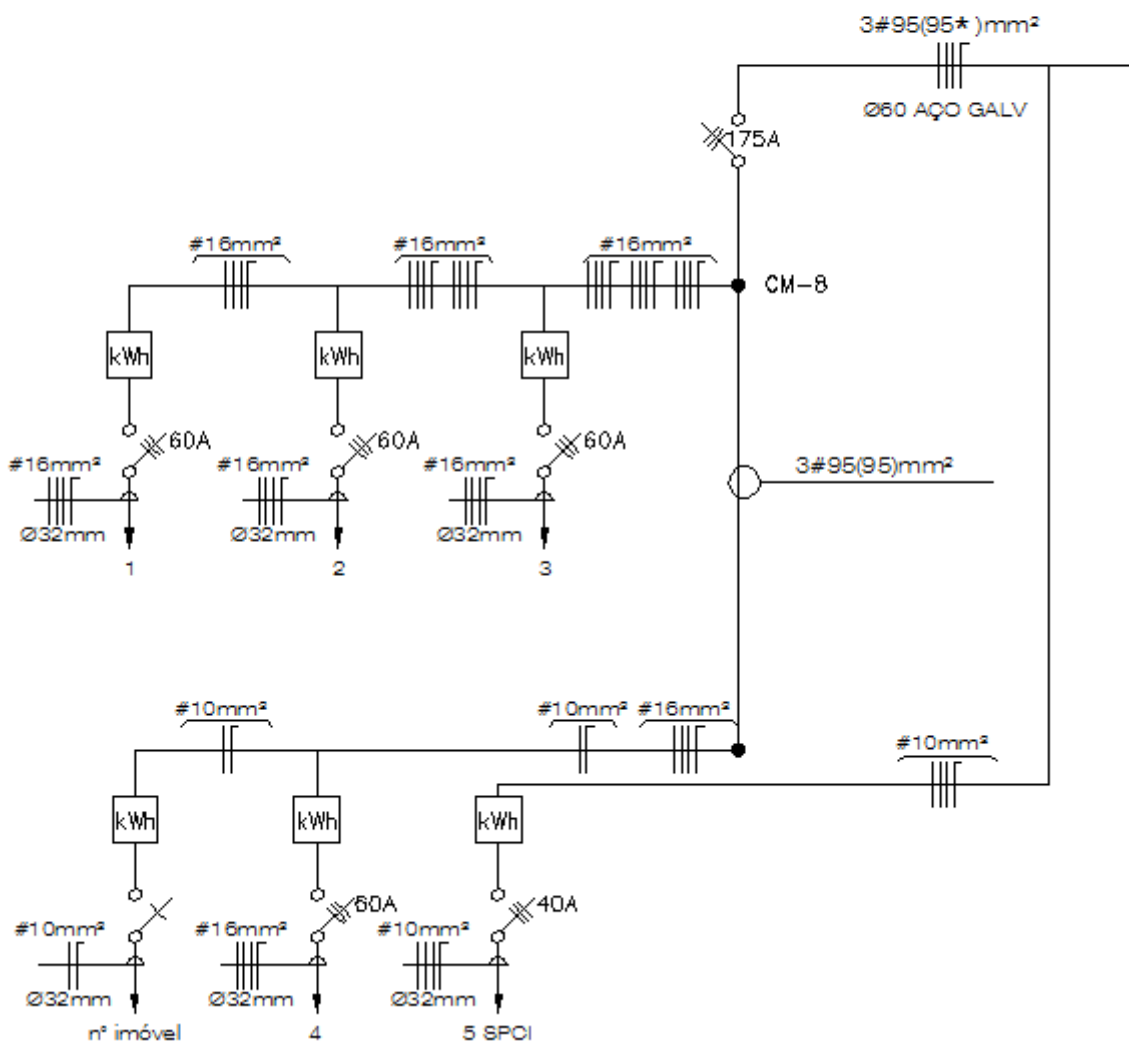 3#95(95*)mm²
Ø60 AÇO GALV
175A
#16mm² #16mm² #16mm²
CM-8
kWh kWh kWh
60A 60A 60A
#16mm² #16mm² #16mm²
3#95(95)mm²
Ø32mm Ø32mm Ø32mm
1 2 3
#10mm² #10mm² #16mm² #10mm²
kWh kWh kWh
60A 40A
#10mm² #16mm² #10mm²
Ø32mm Ø32mm Ø32mm
n° imóvel 4 5 SPCI